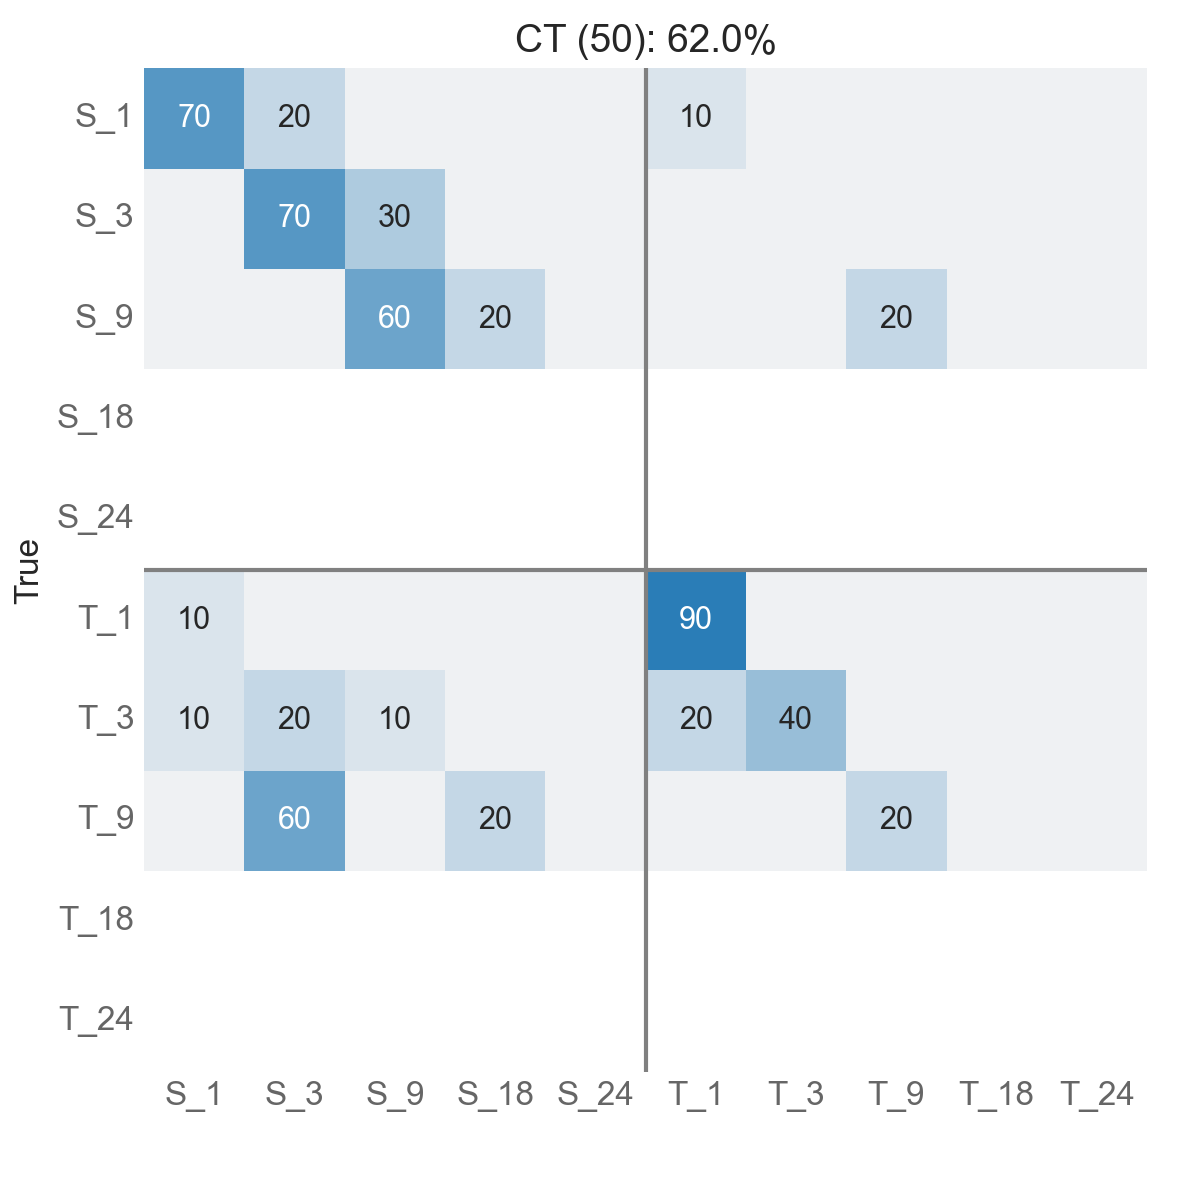 CT (50): 62.0%
S_1 70 20 10
S_3 70 30
S_9 60 20 20
S_18
S_24
True
T_1 10 90
T_3 10 20 10 20 40
T_9 60 20 20
T_18
T_24
S_1 S_3 S_9 S_18 S_24 T_1 T_3 T_9 T_18 T_24